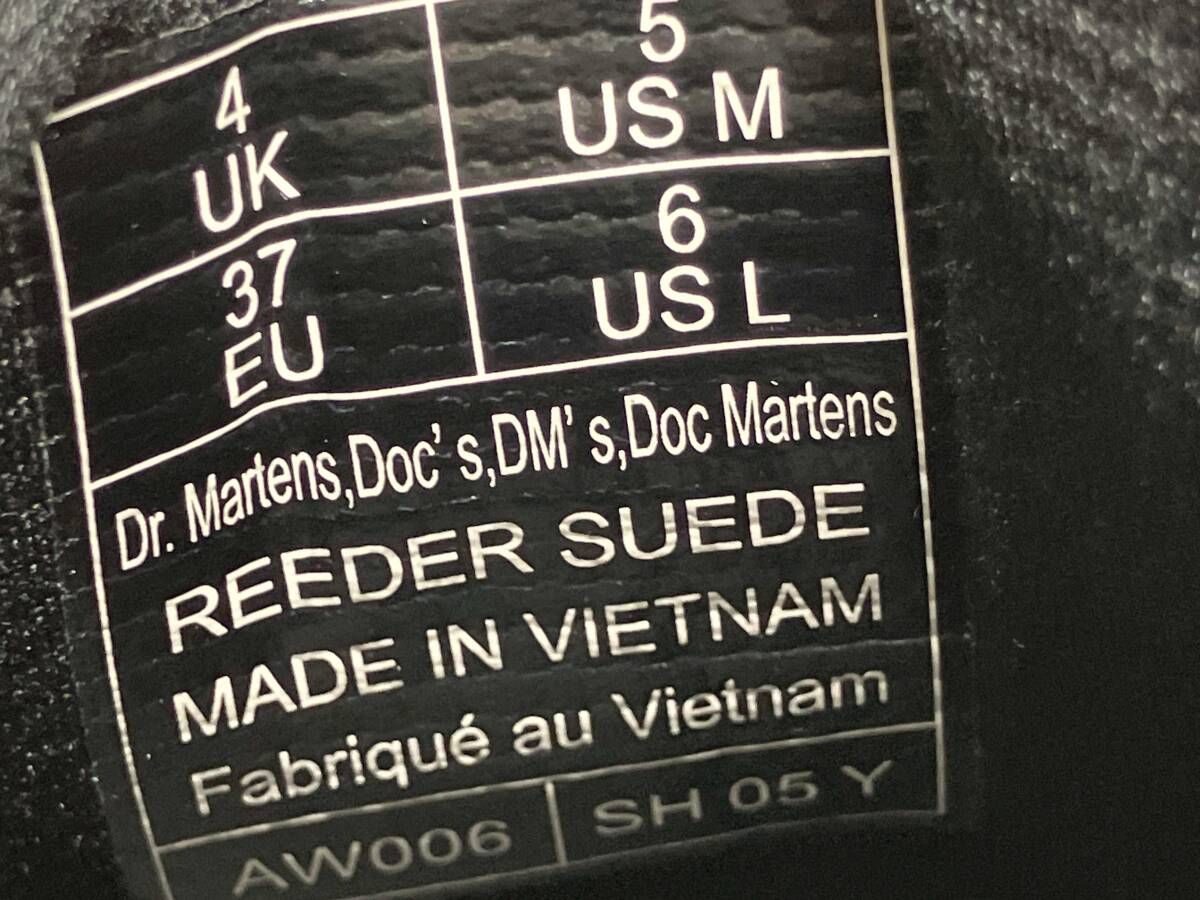 4
UK
5
US M
37
EU
6
US L
Dr. Martens,Doc's,DM's,Doc Martens
REEDER SUEDE
MADE IN VIETNAM
Fabriqué au Vietnam
AW006
SH 05 Y